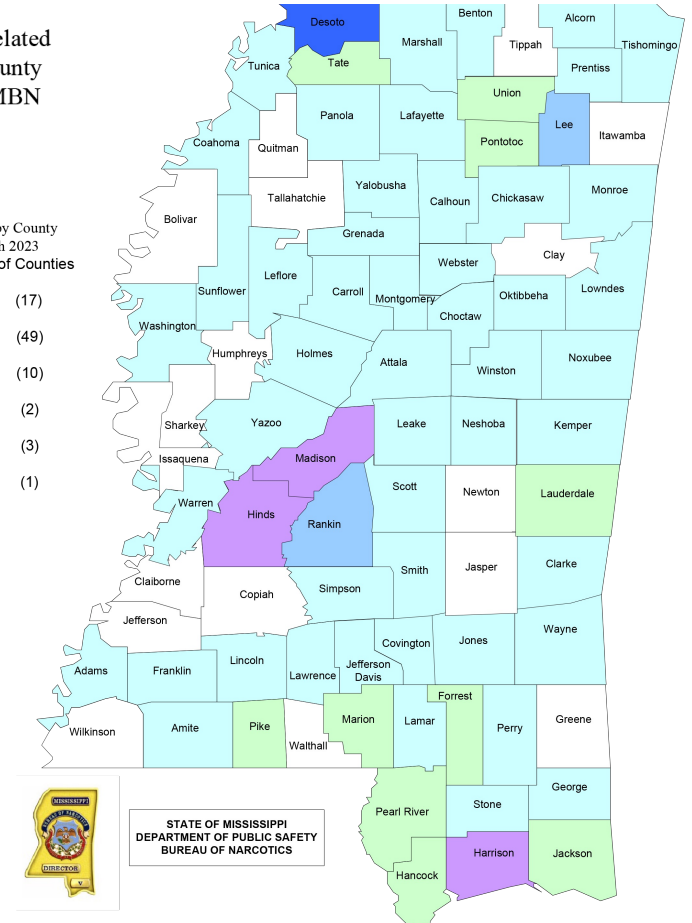 elated
unty
MBN
by County
h 2023
of Counties
(17)
(49)
(10)
(2)
(3)
(1)
Desoto
Benton
Alcorn
Marshall
Tippah
Tishomingo
Tunica
Tate
Prentiss
Union
Panola
Lafayette
Lee
Coahoma
Quitman
Pontotoc
Itawamba
Yalobusha
Tallahatchie
Calhoun
Chickasaw
Monroe
Bolivar
Grenada
Clay
Webster
Leflore
Sunflower
Carroll
Montgomery
Oktibbeha
Lowndes
Choctaw
Washington
Humphreys
Holmes
Attala
Winston
Noxubee
Sharkey
Yazoo
Leake
Neshoba
Kemper
Issaquena
Madison
Scott
Newton
Lauderdale
Warren
Hinds
Rankin
Claiborne
Copiah
Simpson
Smith
Jasper
Clarke
Jefferson
Adams
Franklin
Lincoln
Lawrence
Jefferson
Davis
Covington
Jones
Wayne
Wilkinson
Amite
Pike
Walthall
Marion
Lamar
Forrest
Perry
Greene
Pearl River
Stone
George
Hancock
Harrison
Jackson
MISSISSIPPI
BUREAU OF NARCOTICS
DIRECTOR
V
STATE OF MISSISSIPPI
DEPARTMENT OF PUBLIC SAFETY
BUREAU OF NARCOTICS